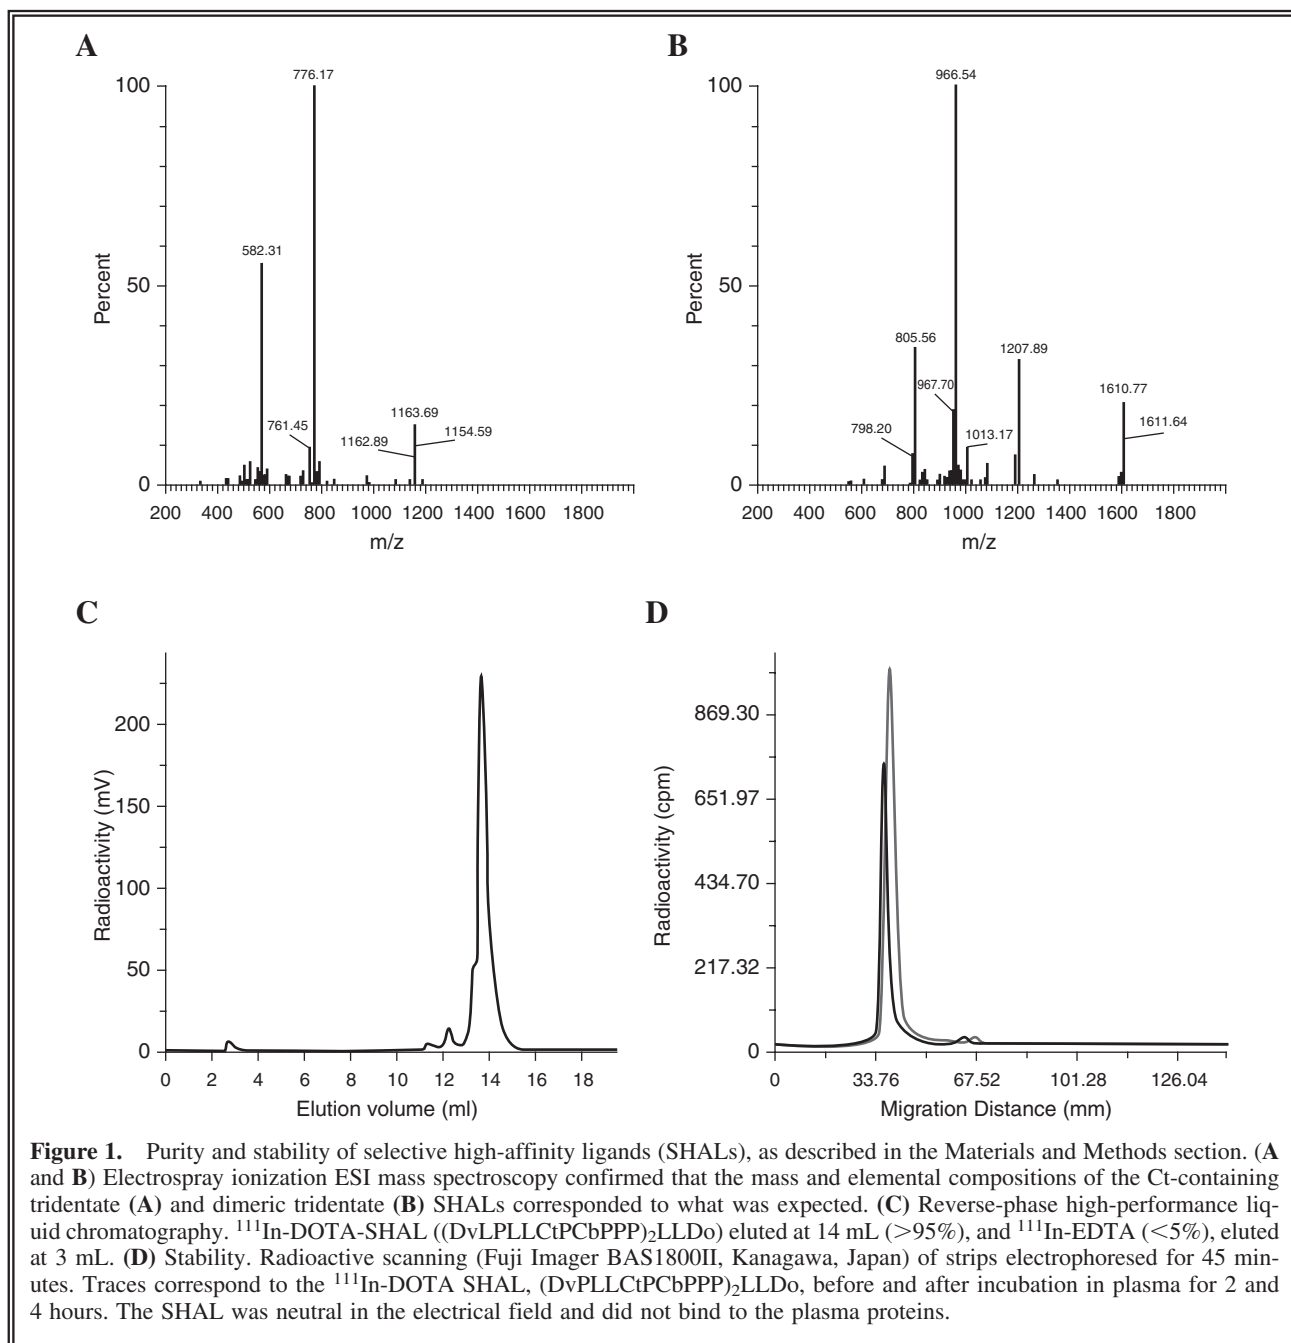 A
776.17
100
582.31
50
Percent
761.45
1163.69
1162.89
1154.59
0
200 400 600 800 1000 1200 1400 1600 1800
m/z
B
966.54
100
50
Percent
805.56
1207.89
967.70
1610.77
798.20
1013.17
1611.64
0
200 400 600 800 1000 1200 1400 1600 1800
m/z
C
200
150
100
50
0
Radioactivity (mV)
0 2 4 6 8 10 12 14 16 18
Elution volume (ml)
D
869.30
651.97
434.70
217.32
0
Radioactivity (cpm)
0 33.76 67.52 101.28 126.04
Migration Distance (mm)
Figure 1. Purity and stability of selective high-affinity ligands (SHALs), as described in the Materials and Methods section. (A
and B) Electrospray ionization ESI mass spectroscopy confirmed that the mass and elemental compositions of the Ct-containing
tridentate (A) and dimeric tridentate (B) SHALs corresponded to what was expected. (C) Reverse-phase high-performance liq-
uid chromatography. ¹¹¹In-DOTA-SHAL ((DvLPLLCtPCbPPP)₂LLDo) eluted at 14 mL (>95%), and ¹¹¹In-EDTA (<5%), eluted
at 3 mL. (D) Stability. Radioactive scanning (Fuji Imager BAS1800II, Kanagawa, Japan) of strips electrophoresed for 45 min-
utes. Traces correspond to the ¹¹¹In-DOTA SHAL, (DvPLLCtPCbPPP)₂LLDo, before and after incubation in plasma for 2 and
4 hours. The SHAL was neutral in the electrical field and did not bind to the plasma proteins.